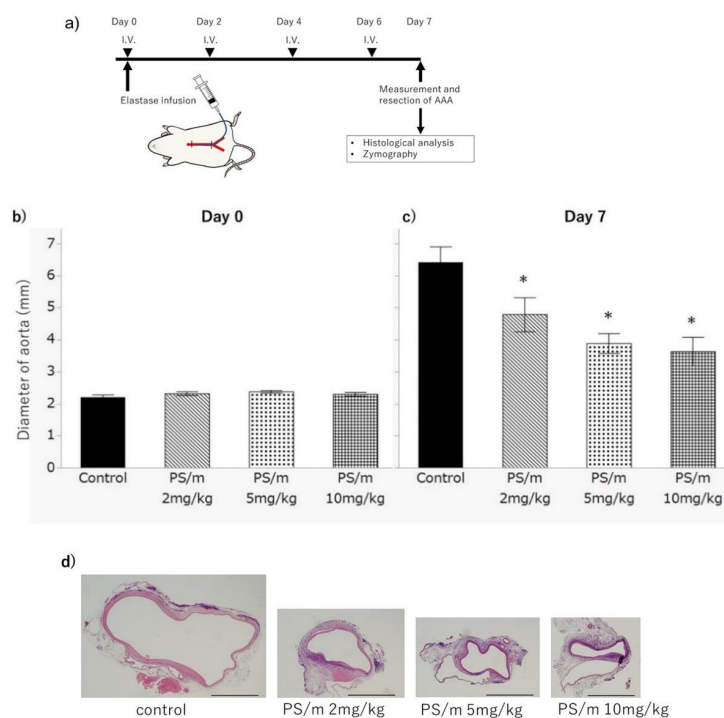 a)
Day 0 Day 2 Day 4 Day 6 Day 7
I.V. I.V. I.V. I.V.
Elastase infusion
Measurement and
resection of AAA
• Histological analysis
• Zymography
b) Day 0
c) Day 7
Diameter of aorta (mm)
7
6
5
4
3
2
1
0
* * *
Control PS/m PS/m PS/m Control PS/m PS/m PS/m
2mg/kg 5mg/kg 10mg/kg 2mg/kg 5mg/kg 10mg/kg
d)
control PS/m 2mg/kg PS/m 5mg/kg PS/m 10mg/kg